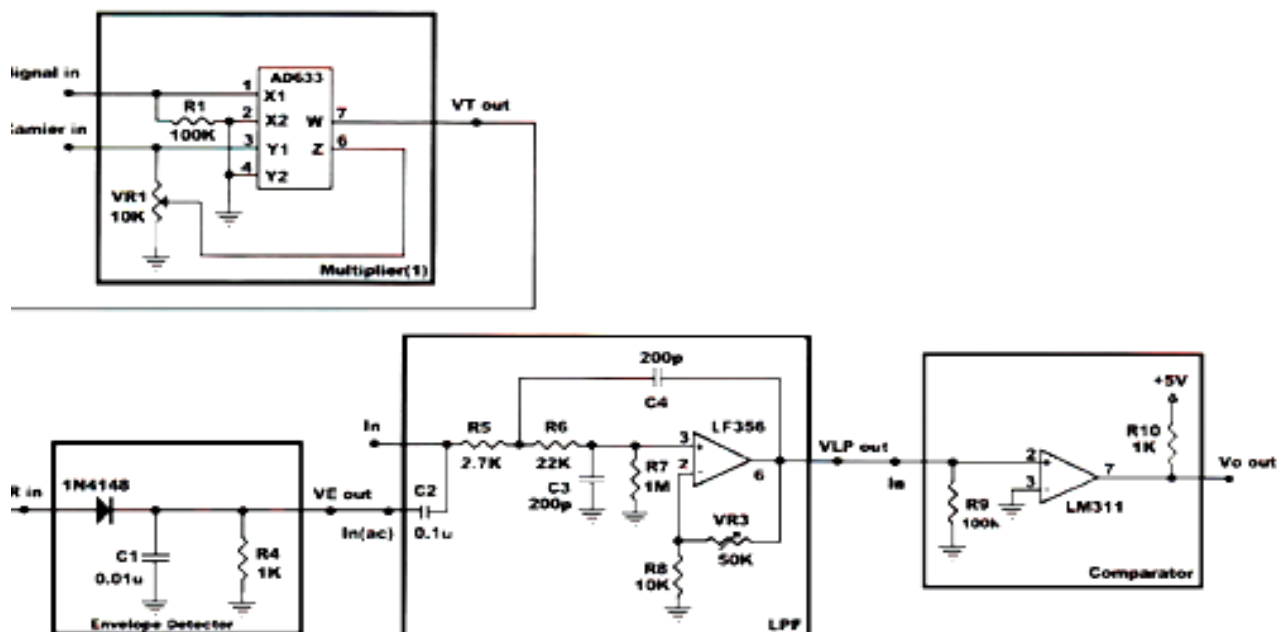 Signal in
Carrier in
AD633
1 X1
R1
100K
2 X2
3 Y1
4 Y2
W 7
Z 6
VT out
VR1
10K
Multiplier(1)
200p
C4
In
R5
2.7K
R6
22K
C3
200p
R7
1M
3 +
2 -
LF356
6
VLP out
VR3
50K
R8
10K
LPF
R in
1N4148
VE out
C2
In(ac)
0.1u
C1
0.01u
R4
1K
Envelope Detector
+5V
R10
1K
In
2 +
3 -
7
LM311
Vo out
R9
100k
Comparator